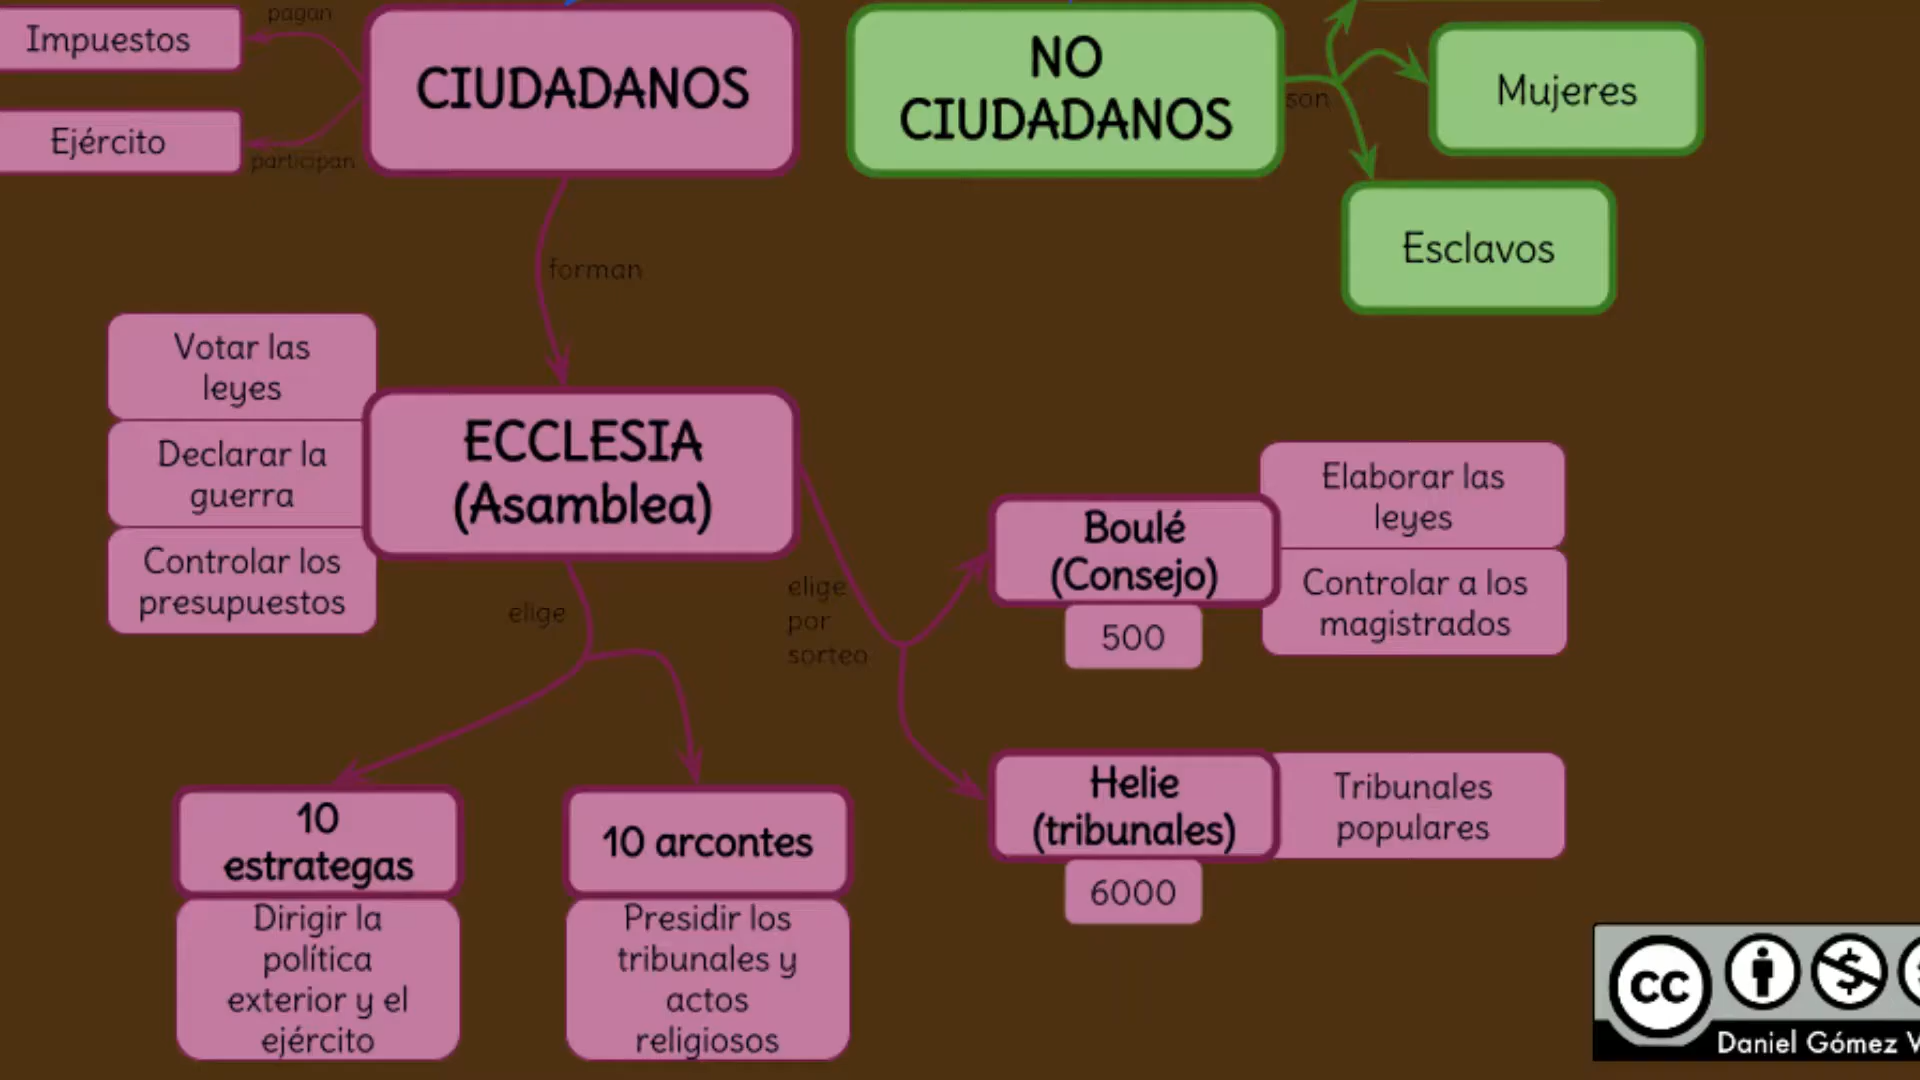 pagan
Impuestos
CIUDADANOS
NO
CIUDADANOS
son
Mujeres
Ejército
participan
Esclavos
forman
Votar las
leyes
Declarar la
guerra
Controlar los
presupuestos
ECCLESIA
(Asamblea)
elige
elige
por
sorteo
Boulé
(Consejo)
500
Elaborar las
leyes
Controlar a los
magistrados
Helie
(tribunales)
6000
Tribunales
populares
10
estrategas
Dirigir la
política
exterior y el
ejército
10 arcontes
Presidir los
tribunales y
actos
religiosos
cc
Daniel Gómez V